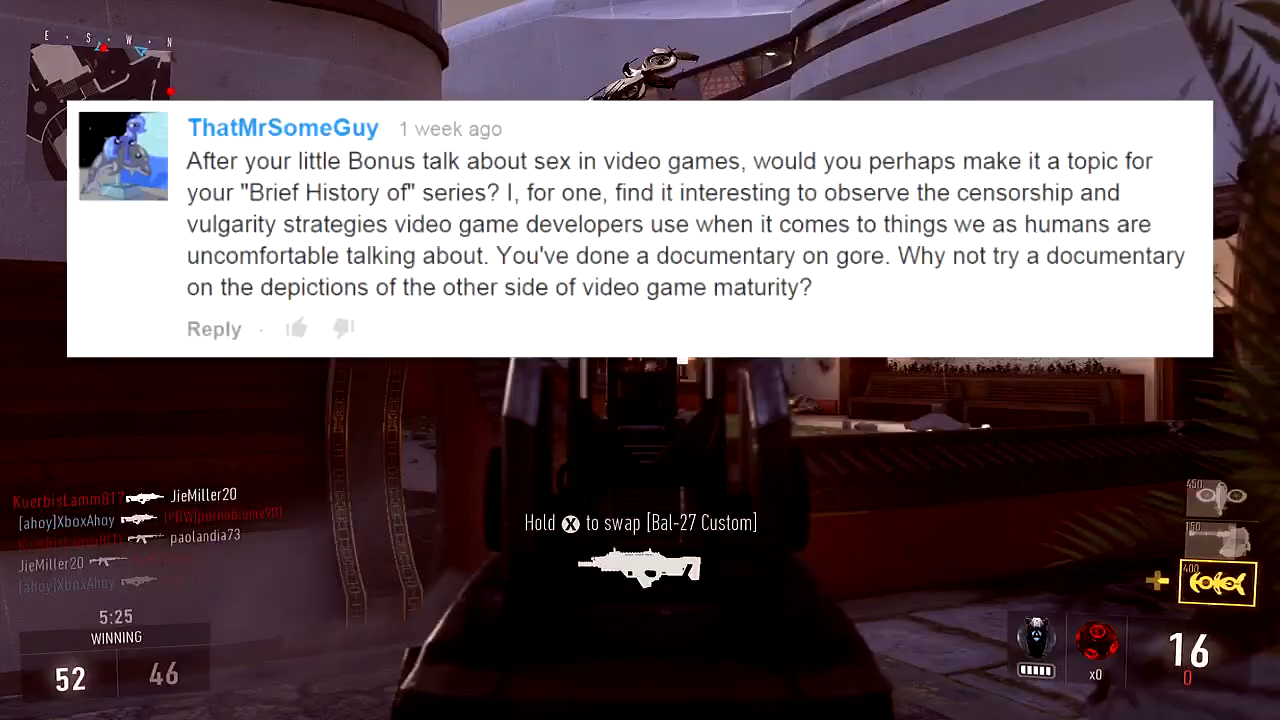 E · S · W · N
ThatMrSomeGuy 1 week ago
After your little Bonus talk about sex in video games, would you perhaps make it a topic for
your "Brief History of" series? I, for one, find it interesting to observe the censorship and
vulgarity strategies video game developers use when it comes to things we as humans are
uncomfortable talking about. You've done a documentary on gore. Why not try a documentary
on the depictions of the other side of video game maturity?
Reply ·
KuerbisLamm817 JieMiller20
[ahoy]XboxAhoy
paolandia73
JieMiller20
[ahoy]XboxAhoy
Hold X to swap [Bal-27 Custom]
5:25
WINNING
52 46
450
150
400
x0
16
0